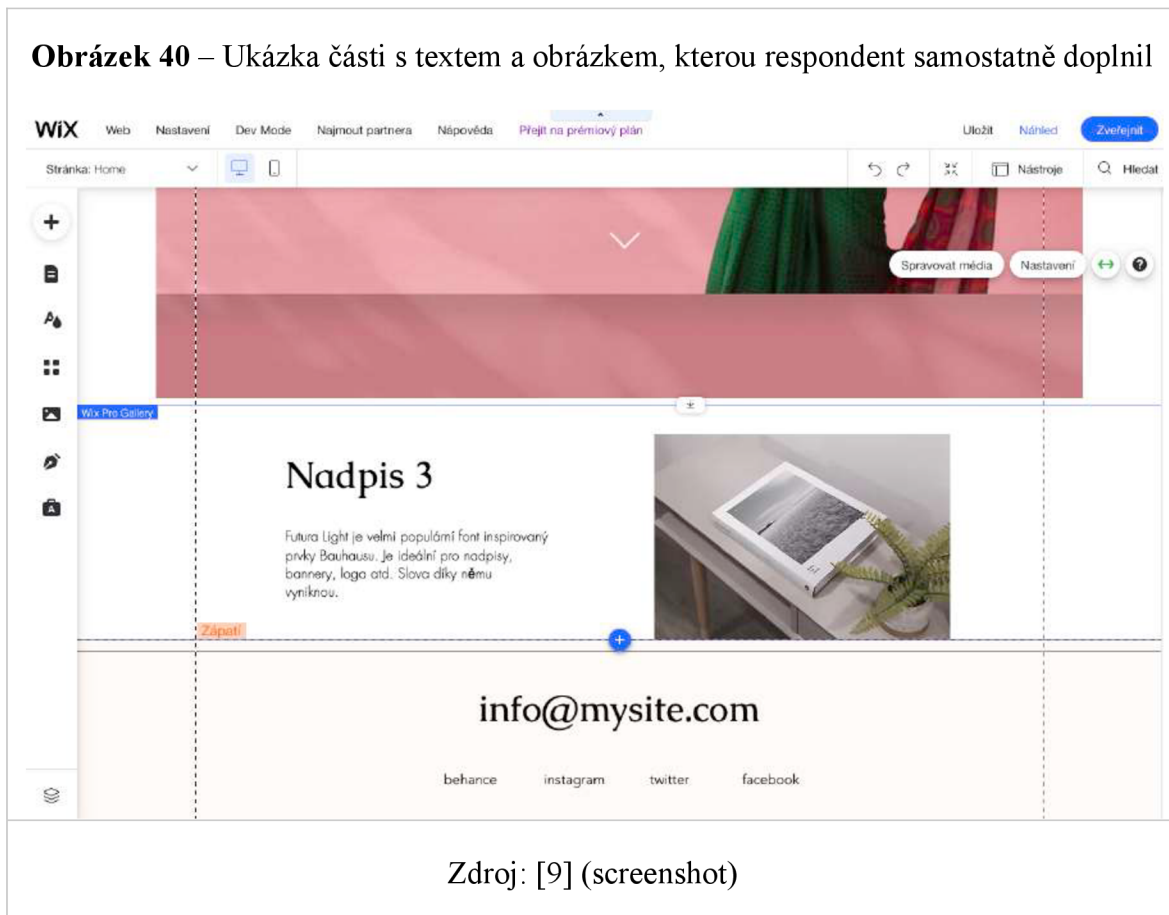 Obrázek 40 – Ukázka části s textem a obrázkem, kterou respondent samostatně doplnil
WiX Web Nastavení Dev Mode Najmout partnera Nápověda Přejít na prémiový plán Uložit Náhled Zveřejnit
Stránka: Home Nástroje Hledat
Spravovat média Nastavení
Wix Pro Gallery
Nadpis 3
Futura Light je velmi populární font inspirovaný
prvky Bauhausu. Je ideální pro nadpisy,
bannery, loga atd. Slova díky němu
vyniknou.
Zápatí
info@mysite.com
behance instagram twitter facebook
Zdroj: [9] (screenshot)